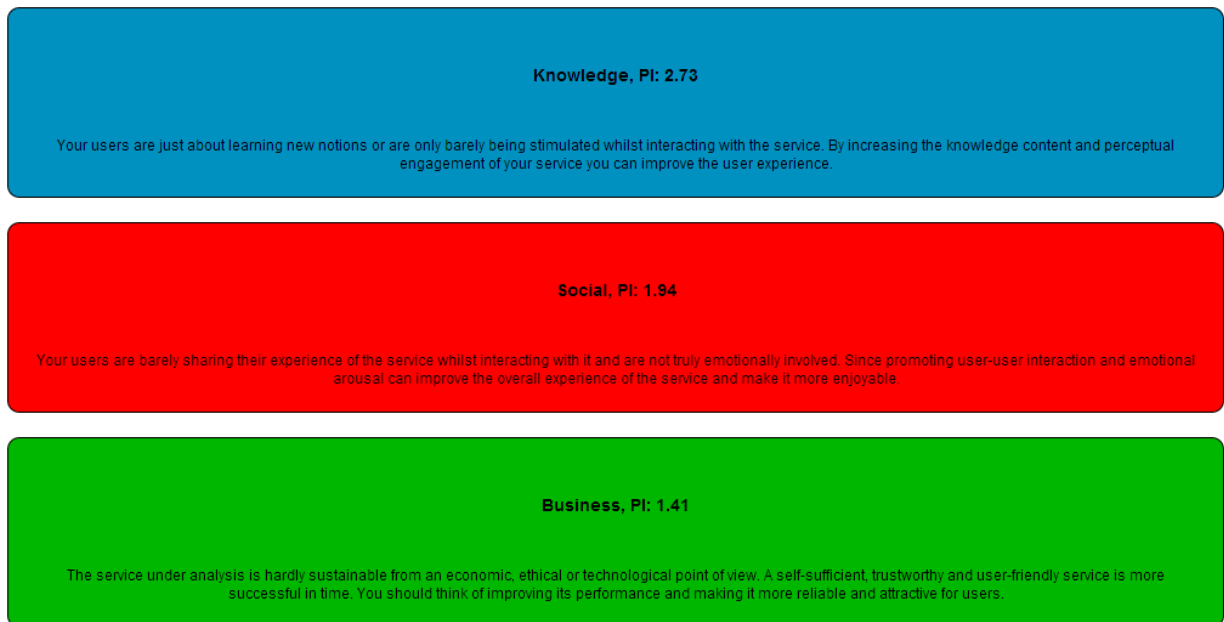 Knowledge, PI: 2.73
Your users are just about learning new notions or are only barely being stimulated whilst interacting with the service. By increasing the knowledge content and perceptual
engagement of your service you can improve the user experience.
Social, PI: 1.94
Your users are barely sharing their experience of the service whilst interacting with it and are not truly emotionally involved. Since promoting user-user interaction and emotional
arousal can improve the overall experience of the service and make it more enjoyable.
Business, PI: 1.41
The service under analysis is hardly sustainable from an economic, ethical or technological point of view. A self-sufficient, trustworthy and user-friendly service is more
successful in time. You should think of improving its performance and making it more reliable and attractive for users.